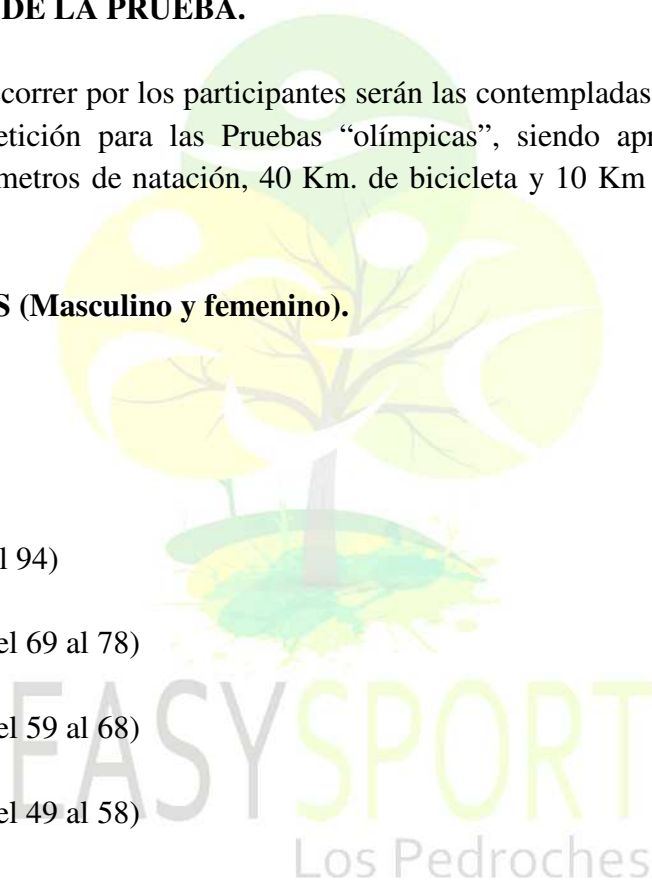 DE LA PRUEBA.
correr por los participantes serán las contempladas
etición para las Pruebas “olímpicas”, siendo apr
metros de natación, 40 Km. de bicicleta y 10 Km
S (Masculino y femenino).
l 94)
el 69 al 78)
el 59 al 68)
el 49 al 58)
EASYSPORT
Los Pedroches